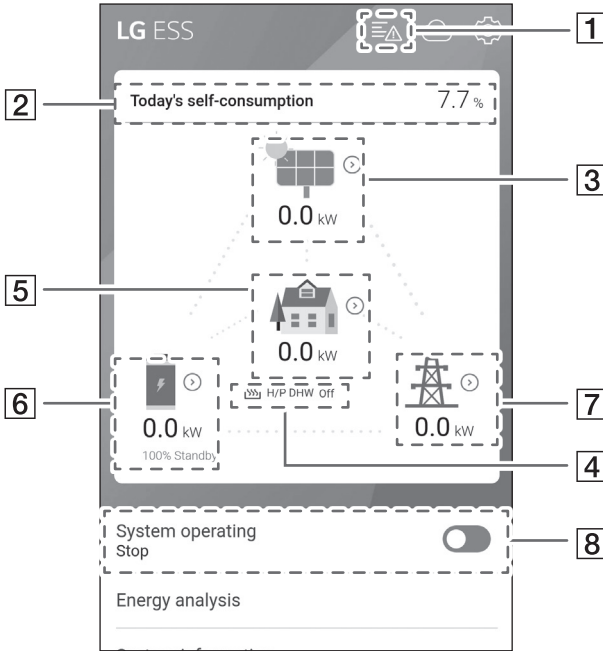 LG ESS
1
2
Today's self-consumption 7.7 %
3
0.0 kW
5
0.0 kW
6
H/P DHW Off
7
0.0 kW
0.0 kW
100% Standby
4
System operating
Stop
8
Energy analysis